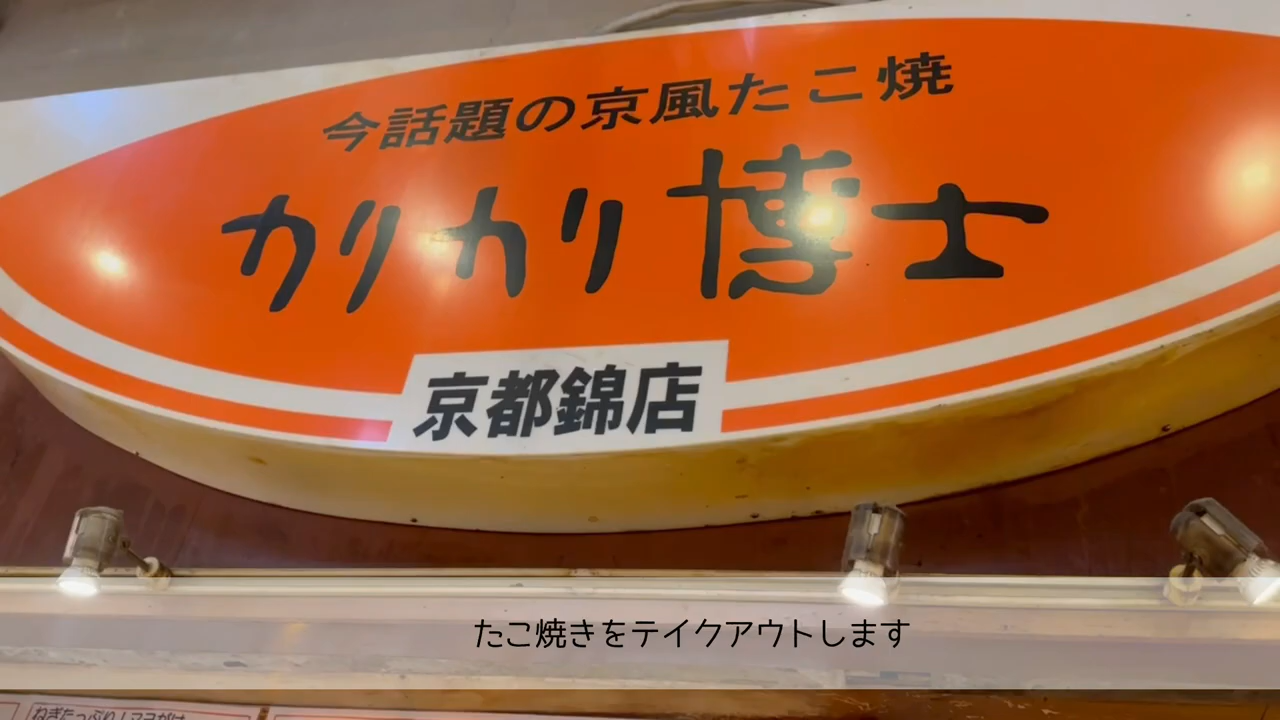 今話題の京風たこ焼
カリカリ博士
京都錦店
たこ焼きをテイクアウトします